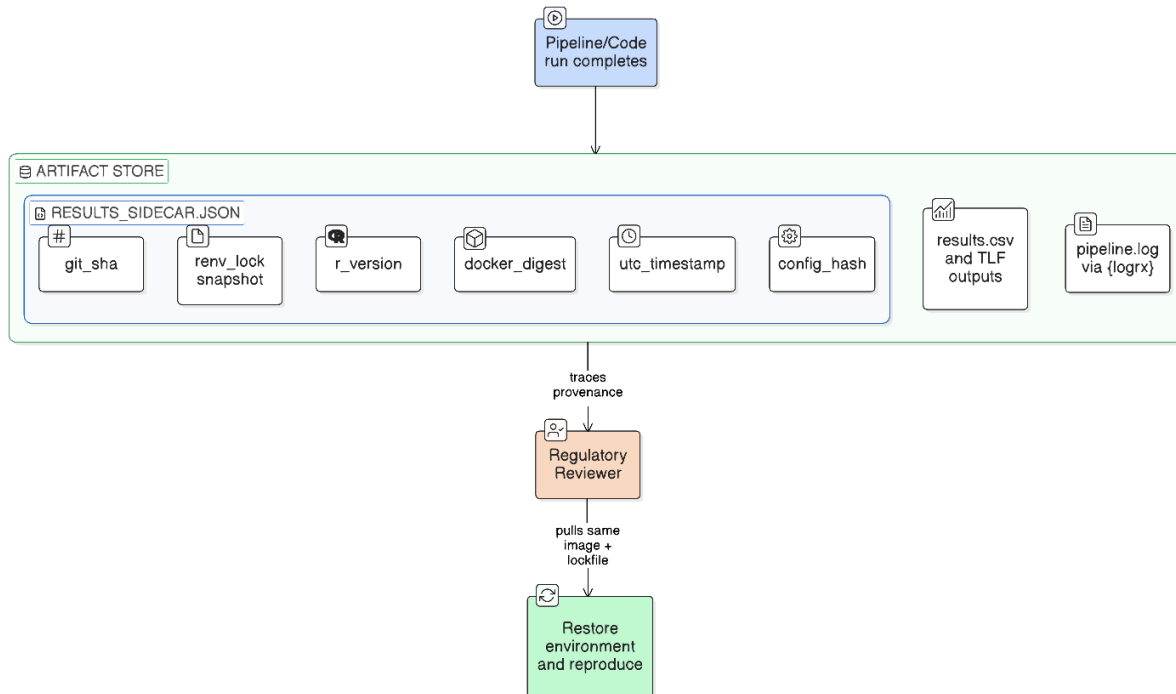 Pipeline/Code
run completes
ARTIFACT STORE
RESULTS_SIDECAR.JSON
git_sha
renv_lock
snapshot
r_version
docker_digest
utc_timestamp
config_hash
results.csv
and TLF
outputs
pipeline.log
via {logrx}
traces
provenance
Regulatory
Reviewer
pulls same
image +
lockfile
Restore
environment
and reproduce